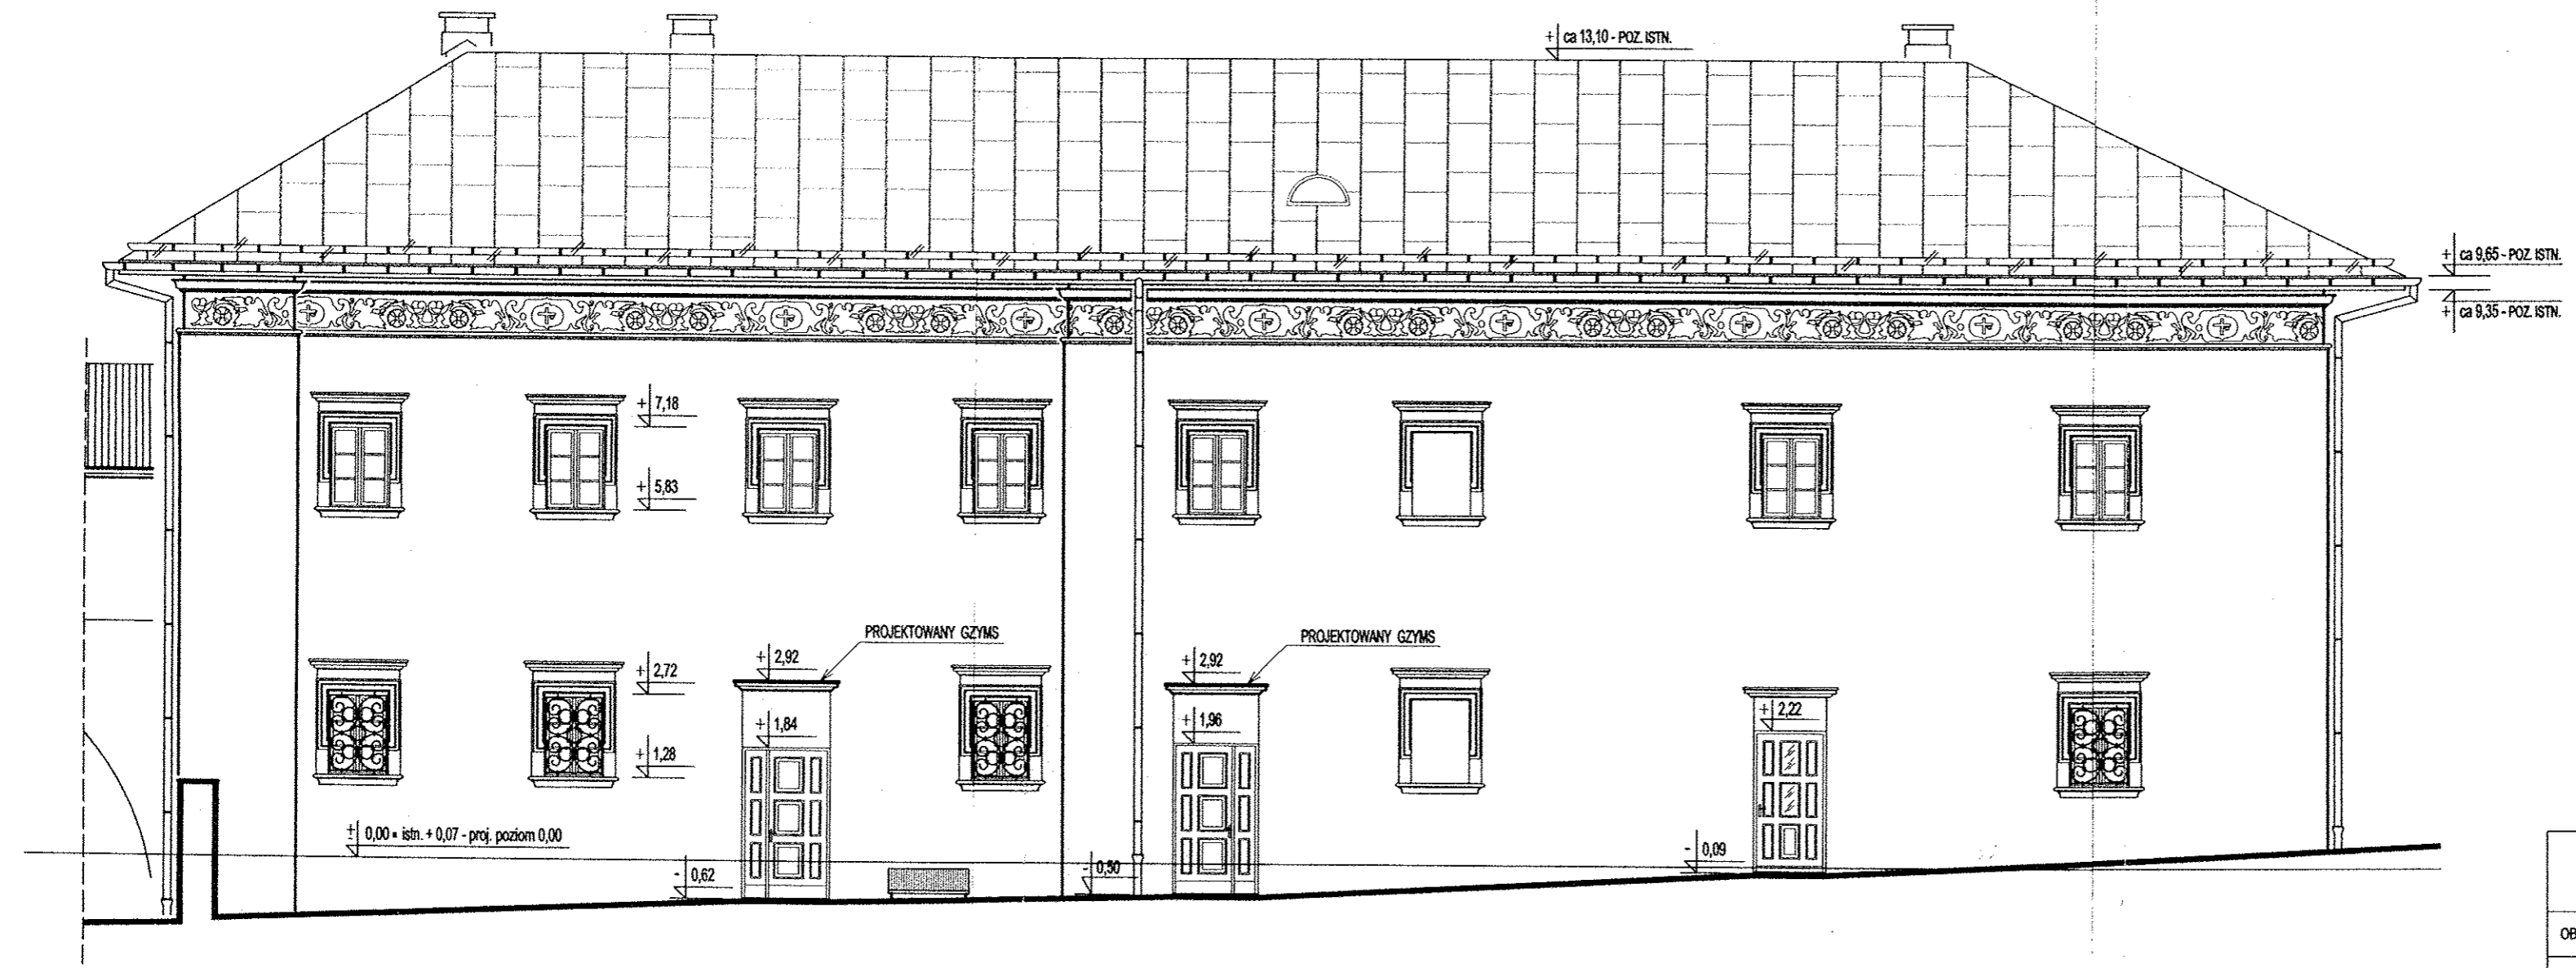 + ca 13,10 - POZ. ISTN.
+ ca 9,65 - POZ. ISTN.
+ ca 9,35 - POZ. ISTN.
+ 7,18
+ 5,83
PROJEKTOWANY GZYMS
PROJEKTOWANY GZYMS
+ 2,92
+ 2,92
+ 2,72
+ 1,84
+ 1,96
+ 2,22
+ 1,28
± 0,00 = istn. + 0,07 - proj. poziom 0,00
- 0,62
- 0,50
- 0,09
OB